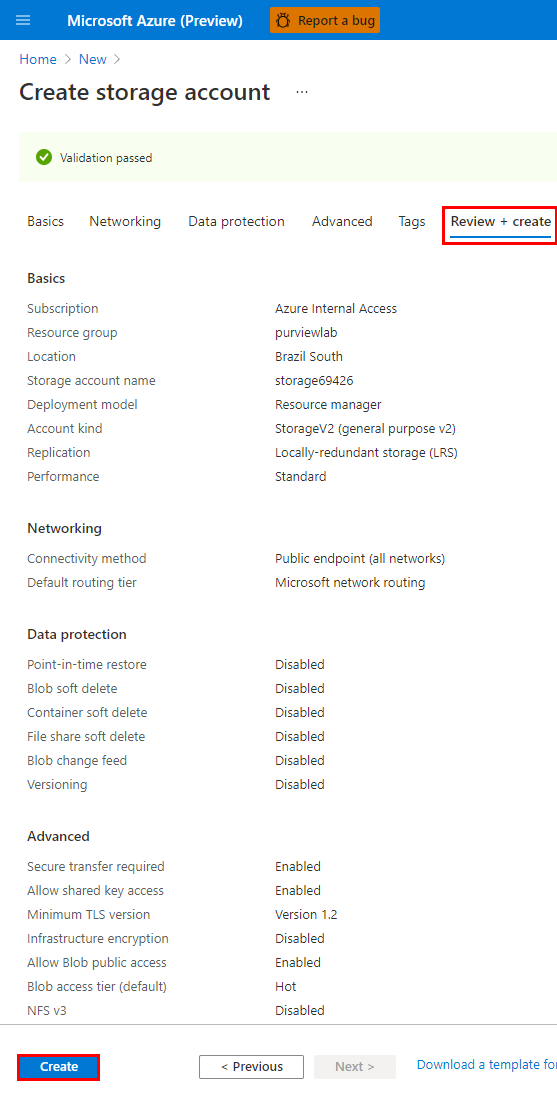 Microsoft Azure (Preview) Report a bug
Home > New >
Create storage account ...
Validation passed
Basics Networking Data protection Advanced Tags Review + create
Basics
Subscription Azure Internal Access
Resource group purviewlab
Location Brazil South
Storage account name storage69426
Deployment model Resource manager
Account kind StorageV2 (general purpose v2)
Replication Locally-redundant storage (LRS)
Performance Standard
Networking
Connectivity method Public endpoint (all networks)
Default routing tier Microsoft network routing
Data protection
Point-in-time restore Disabled
Blob soft delete Disabled
Container soft delete Disabled
File share soft delete Disabled
Blob change feed Disabled
Versioning Disabled
Advanced
Secure transfer required Enabled
Allow shared key access Enabled
Minimum TLS version Version 1.2
Infrastructure encryption Disabled
Allow Blob public access Enabled
Blob access tier (default) Hot
NFS v3 Disabled
Create < Previous Next > Download a template for